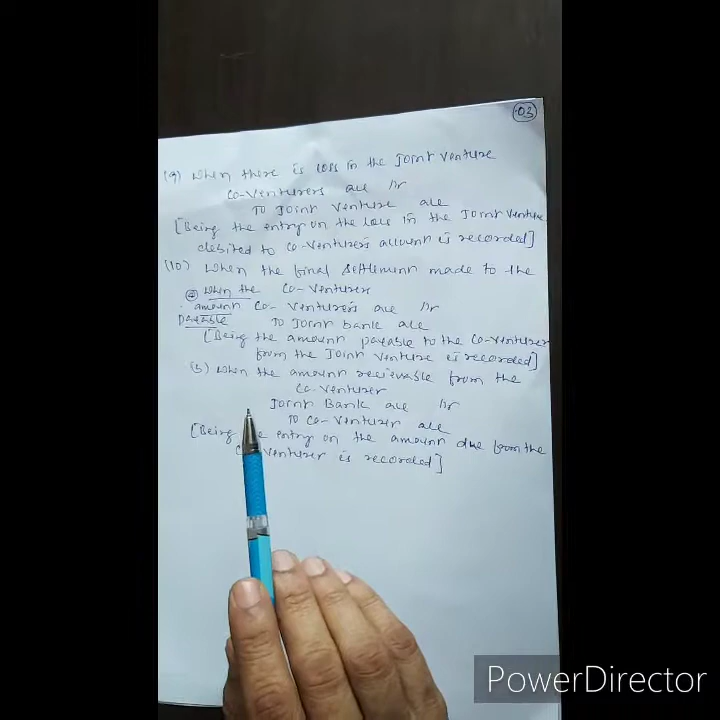 03
(9) When there is loss in the Joint Venture
Co-Venturers a/c Dr
To Joint Venture a/c
[Being the entry on the loss in the Joint Venture
debited to Co-Venturer's account is recorded]
(10) When the final settlement made to the
(a) When the Co-Venturers
amount Co-Venturer's a/c Dr
Payable To Joint bank a/c
[Being the amount payable to the Co-Venturer
from the Joint Venture is recorded]
(b) When the amount recievable from the
Co-Venturer
Joint Bank a/c Dr
To Co-Venturer a/c
[Being entry on the amount due from the
Venturer is recorded]
PowerDirector